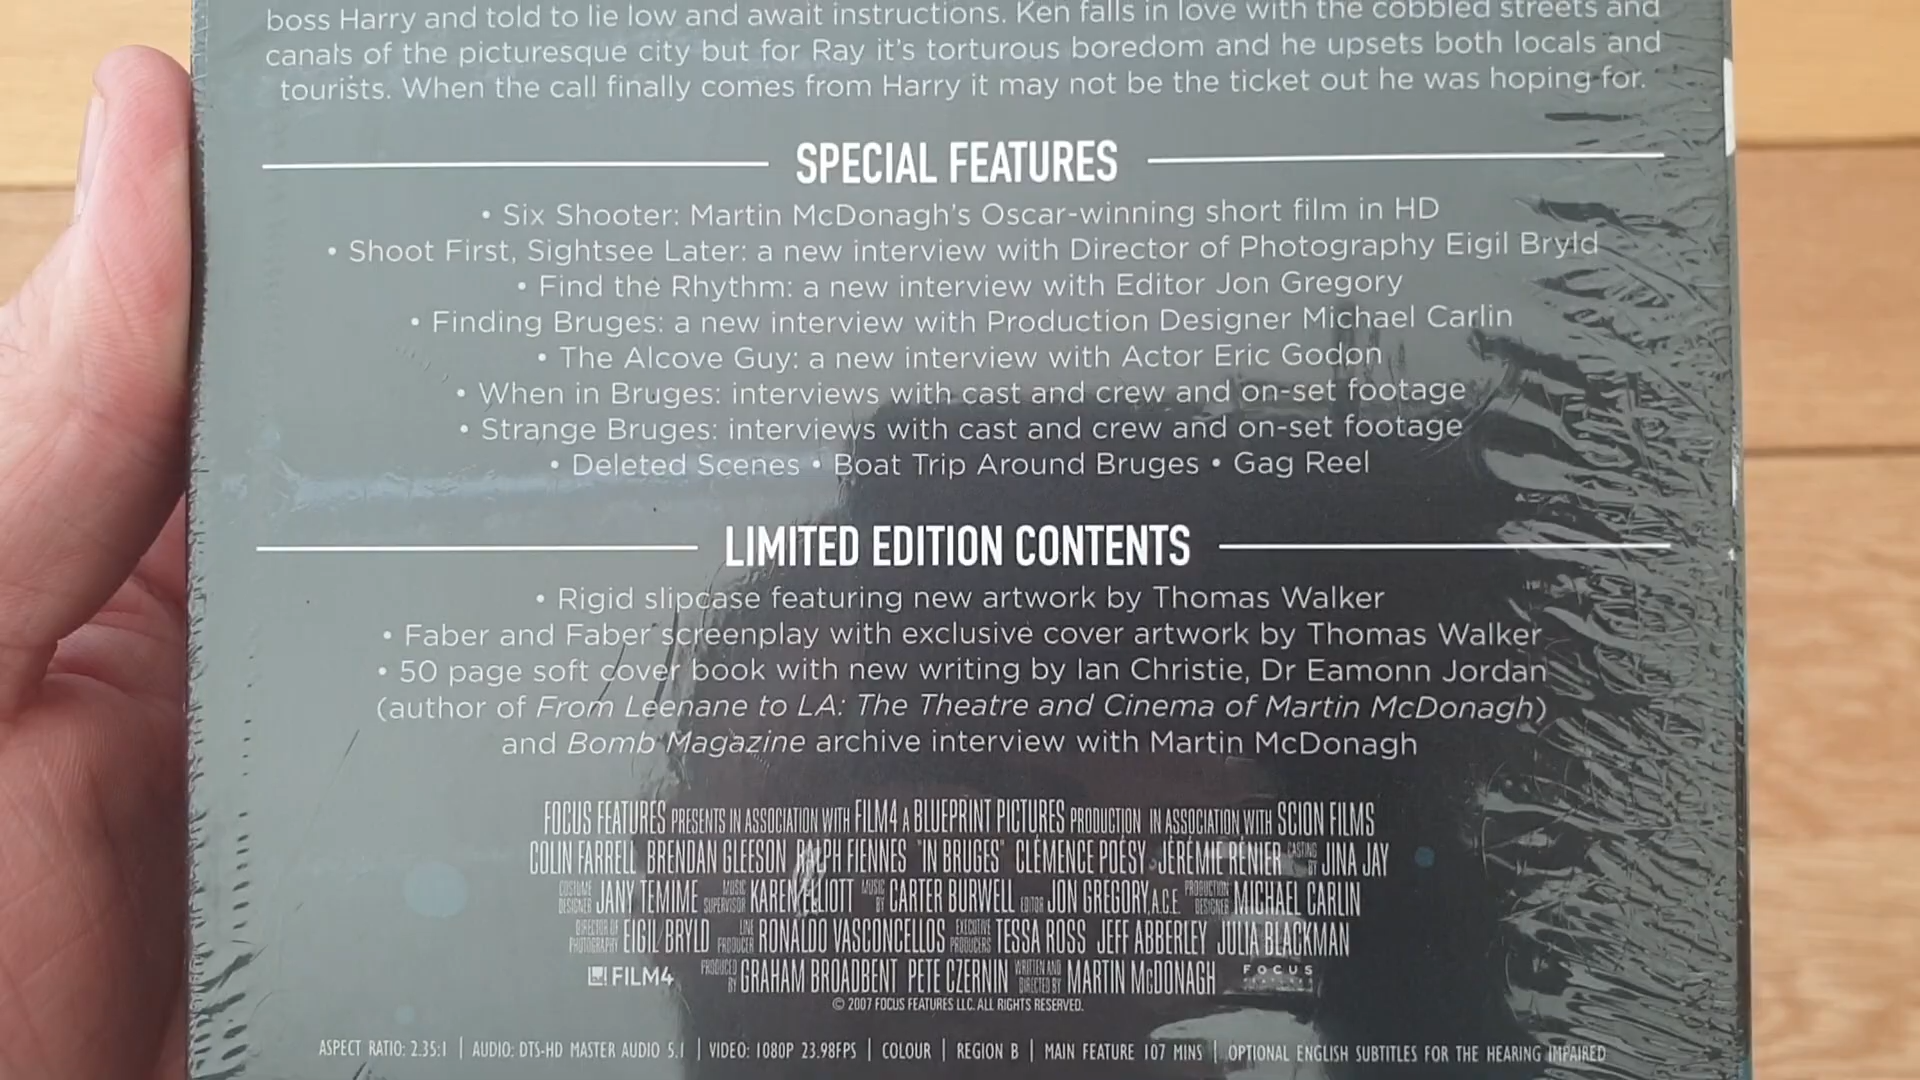 boss Harry and told to lie low and await instructions. Ken falls in love with the cobbled streets and
canals of the picturesque city but for Ray it's torturous boredom and he upsets both locals and
tourists. When the call finally comes from Harry it may not be the ticket out he was hoping for.
SPECIAL FEATURES
• Six Shooter: Martin McDonagh's Oscar-winning short film in HD
• Shoot First, Sightsee Later: a new interview with Director of Photography Eigil Bryld
• Find the Rhythm: a new interview with Editor Jon Gregory
• Finding Bruges: a new interview with Production Designer Michael Carlin
• The Alcove Guy: a new interview with Actor Eric Godon
• When in Bruges: interviews with cast and crew and on-set footage
• Strange Bruges: interviews with cast and crew and on-set footage
• Deleted Scenes • Boat Trip Around Bruges • Gag Reel
LIMITED EDITION CONTENTS
• Rigid slipcase featuring new artwork by Thomas Walker
• Faber and Faber screenplay with exclusive cover artwork by Thomas Walker
• 50 page soft cover book with new writing by Ian Christie, Dr Eamonn Jordan
(author of From Leenane to LA: The Theatre and Cinema of Martin McDonagh)
and Bomb Magazine archive interview with Martin McDonagh
FOCUS FEATURES PRESENTS IN ASSOCIATION WITH FILM4 A BLUEPRINT PICTURES PRODUCTION IN ASSOCIATION WITH SCION FILMS
COLIN FARRELL BRENDAN GLEESON RALPH FIENNES "IN BRUGES" CLÉMENCE POÉSY JÉRÉMIE RÉNIER CASTING BY JINA JAY
COSTUME DESIGNER JANY TEMIME MUSIC SUPERVISOR KAREN ELLIOTT MUSIC BY CARTER BURWELL EDITOR JON GREGORY, A.C.E. PRODUCTION DESIGNER MICHAEL CARLIN
DIRECTOR OF PHOTOGRAPHY EIGIL BRYLD LINE PRODUCER RONALDO VASCONCELLOS EXECUTIVE PRODUCERS TESSA ROSS JEFF ABBERLEY JULIA BLACKMAN
FILM4 PRODUCED BY GRAHAM BROADBENT PETE CZERNIN WRITTEN AND DIRECTED BY MARTIN McDONAGH FOCUS FEATURES
© 2007 FOCUS FEATURES LLC. ALL RIGHTS RESERVED.
ASPECT RATIO: 2.35:1 | AUDIO: DTS-HD MASTER AUDIO 5.1 | VIDEO: 1080P 23.98FPS | COLOUR | REGION B | MAIN FEATURE 107 MINS | OPTIONAL ENGLISH SUBTITLES FOR THE HEARING IMPAIRED